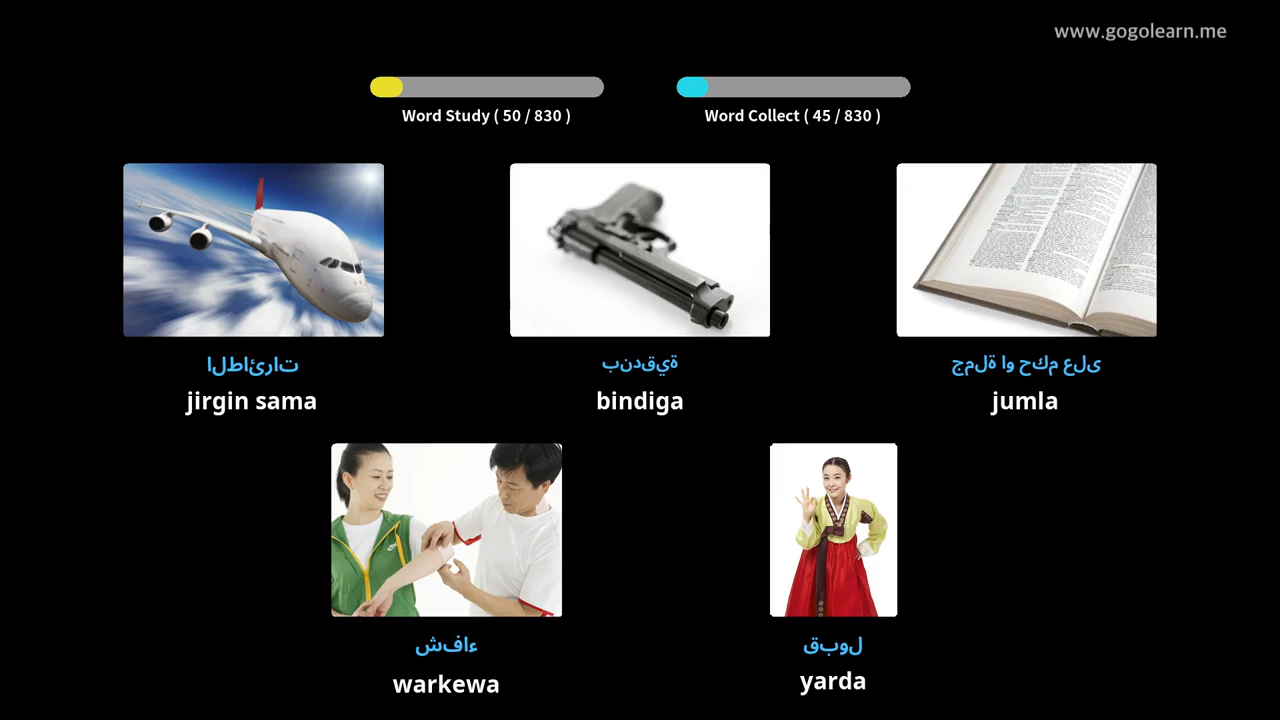 www.gogolearn.me
Word Study ( 50 / 830 )
Word Collect ( 45 / 830 )
الطائرات
بندقية
جملة او حكم على
jirgin sama
bindiga
jumla
شفاء
قبول
warkewa
yarda